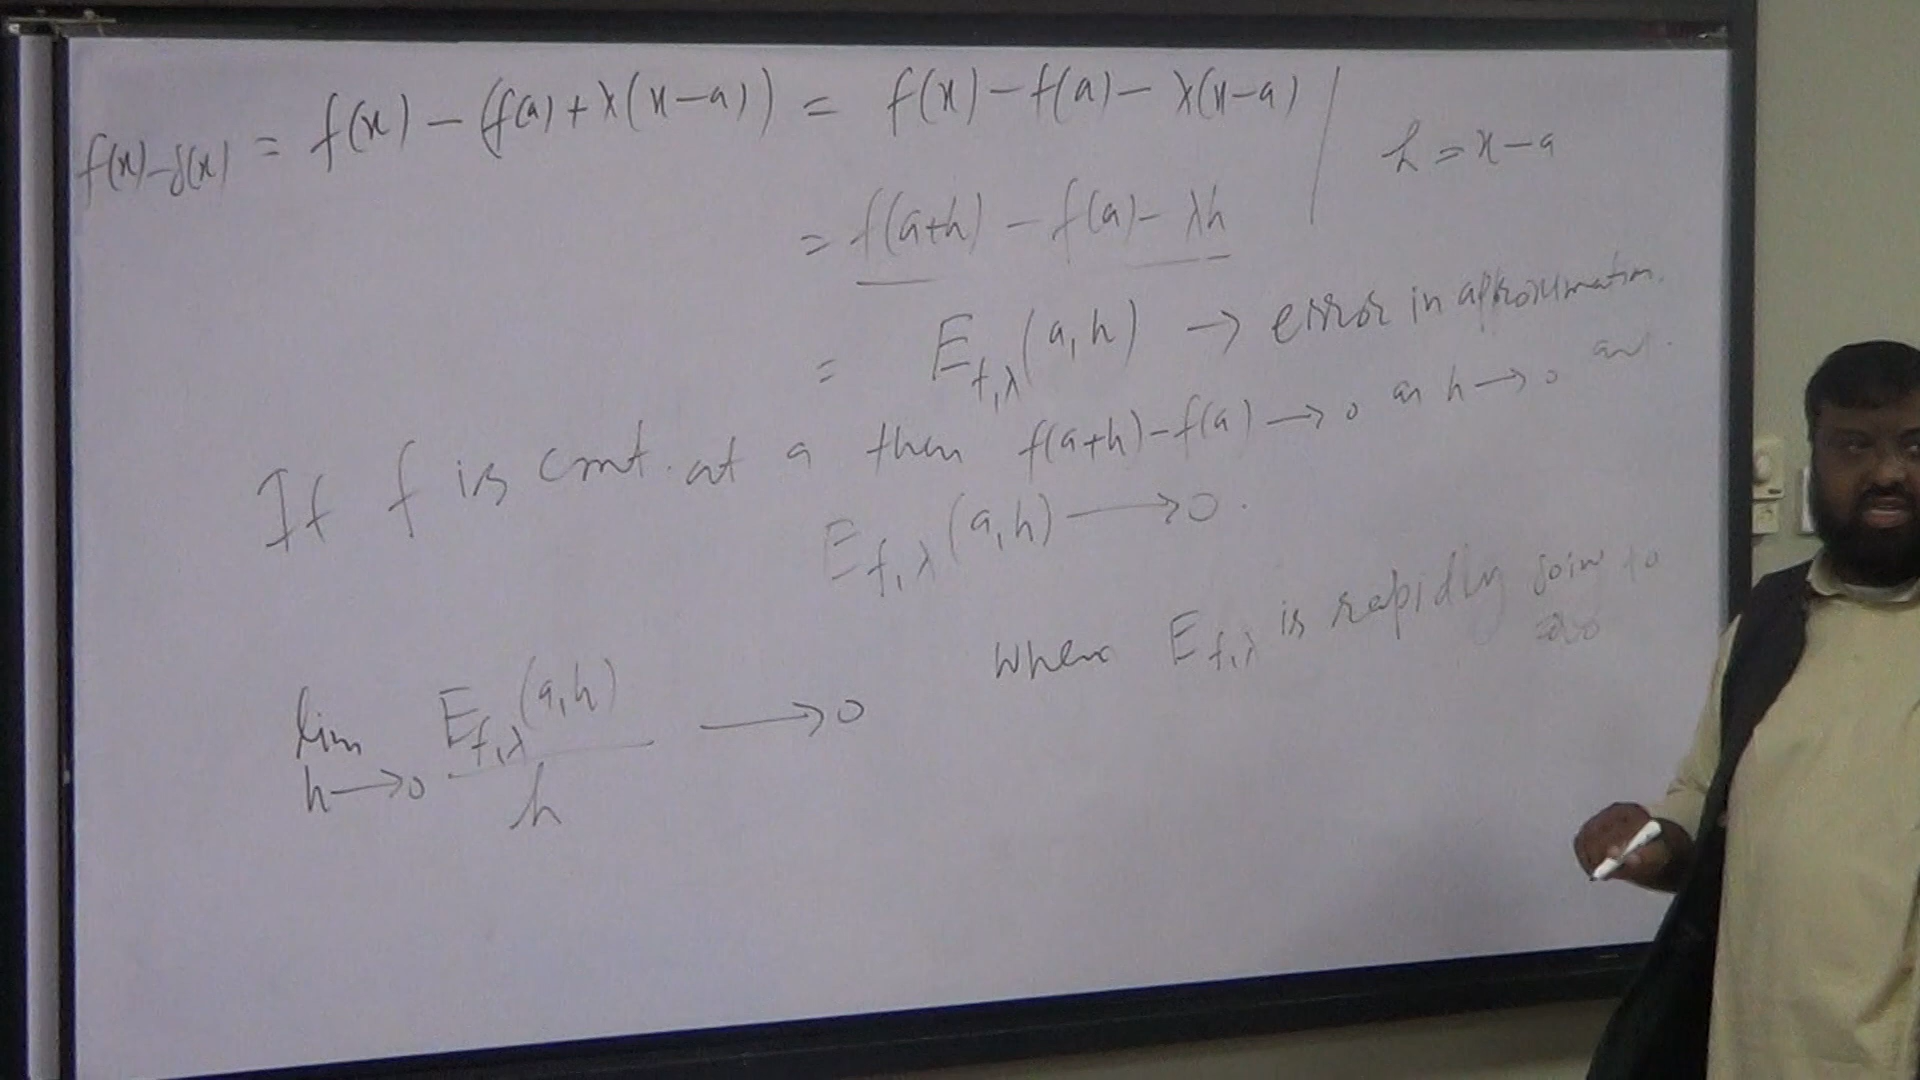 f(x)-g(x) = f(x) - (f(a) + λ(x-a)) = f(x) - f(a) - λ(x-a)
h = x-a
= f(a+h) - f(a) - λh
= E_{f,λ}(a,h) → error in approximation.
If f is cont. at a then f(a+h)-f(a) → 0 as h → 0 and.
E_{f,λ}(a,h) → 0.
When E_{f,λ} is rapidly going to
zero
lim_{h→0} E_{f,λ}(a,h) / h → 0